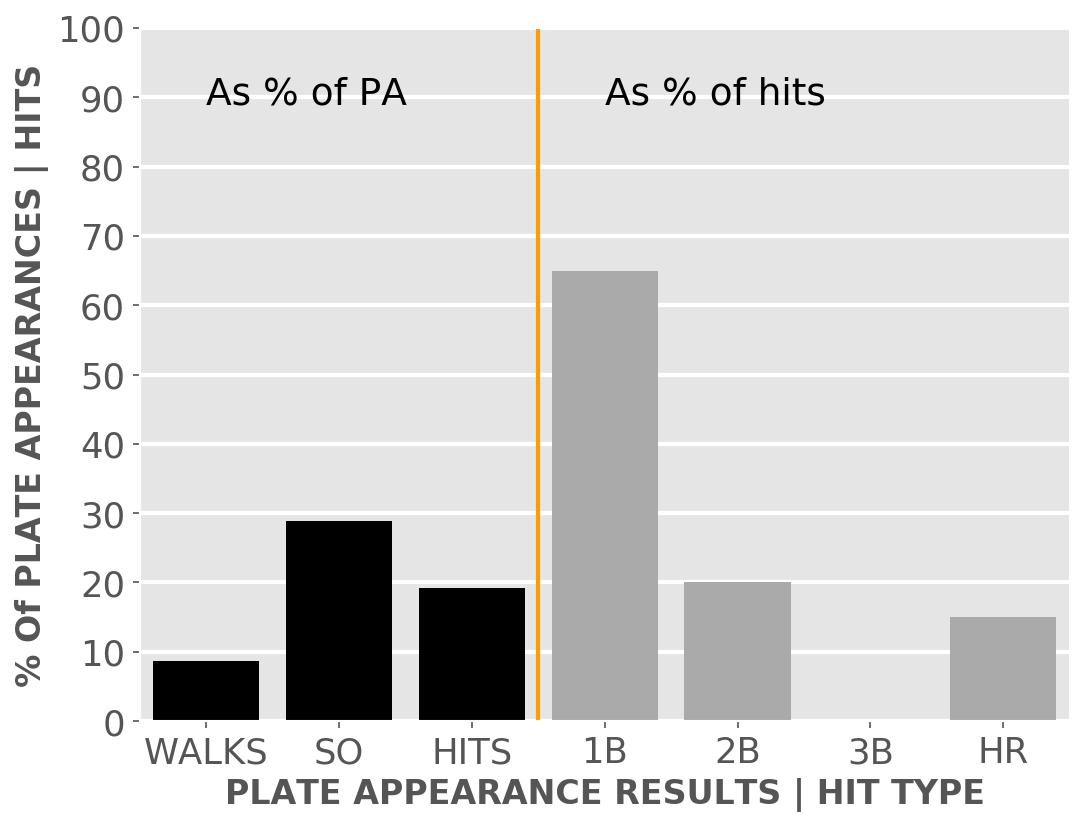 100
90
80
70
60
50
40
30
20
10
0
% Of PLATE APPEARANCES | HITS
As % of PA
As % of hits
WALKS SO HITS 1B 2B 3B HR
PLATE APPEARANCE RESULTS | HIT TYPE